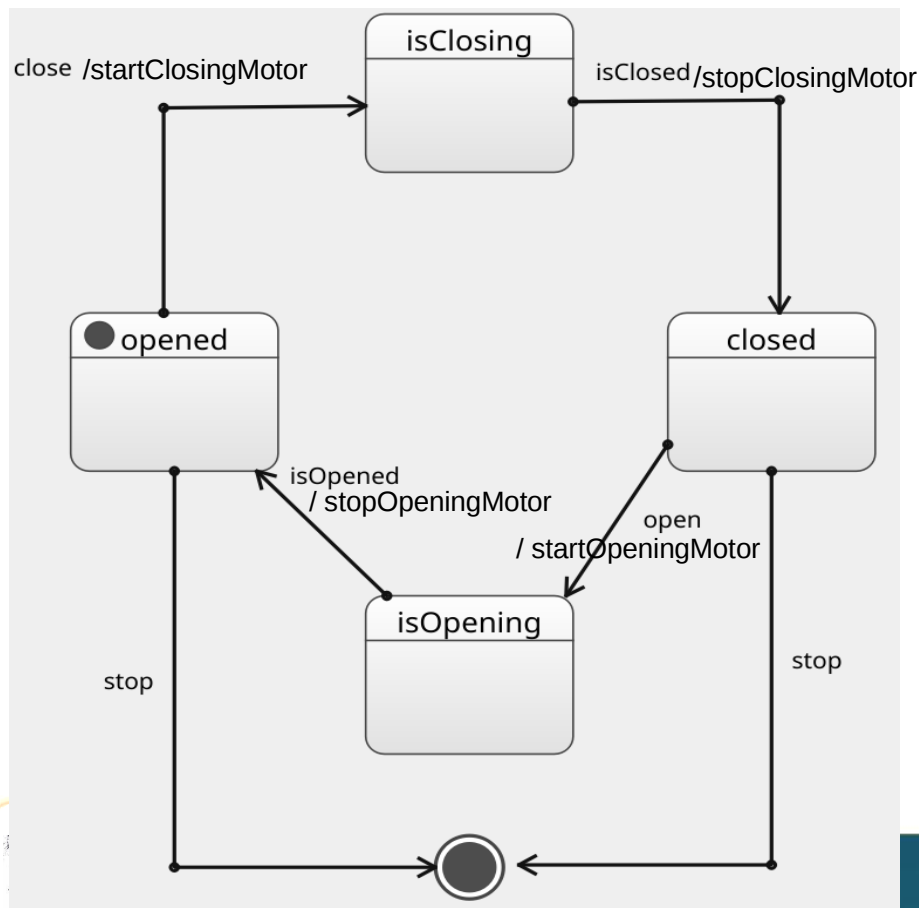 isClosing
close /startClosingMotor
isClosed /stopClosingMotor
opened
closed
isOpened
/ stopOpeningMotor
open
/ startOpeningMotor
isOpening
stop
stop